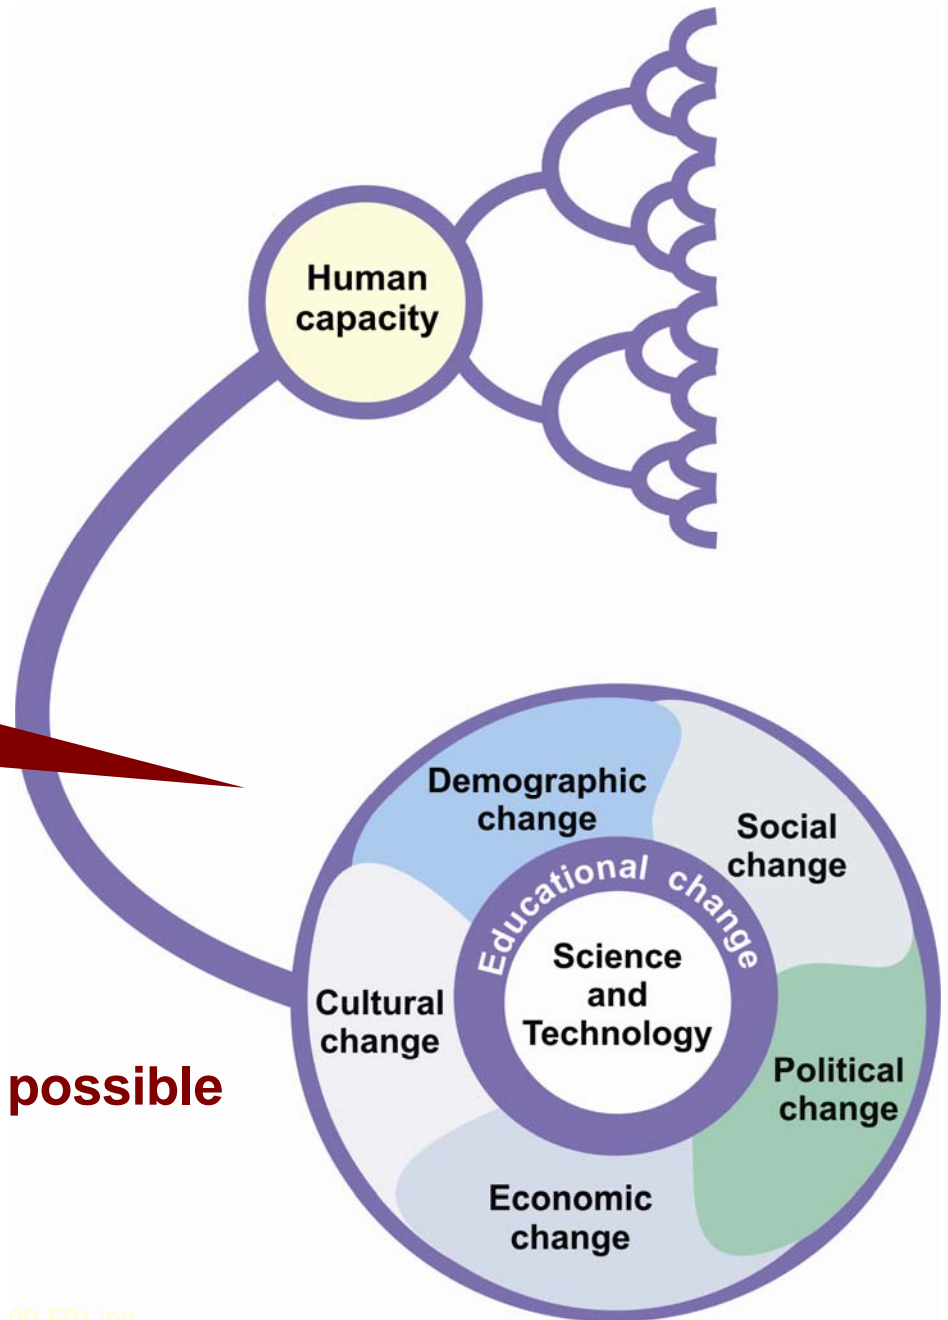 Human
capacity
Demographic
change
Social
change
Educational change
Science
and
Technology
Cultural
change
possible
Political
change
Economic
change